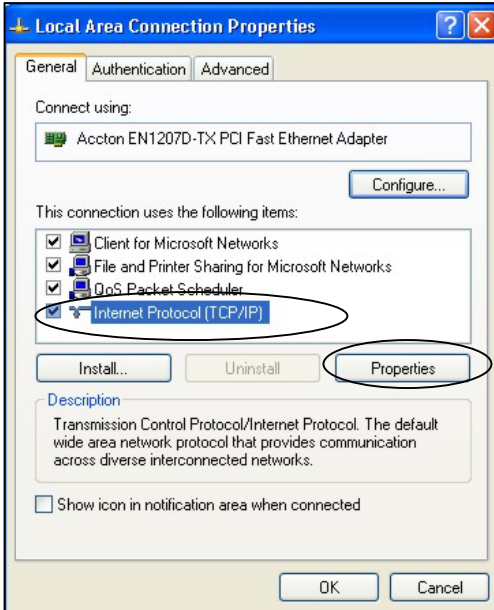 Local Area Connection Properties
General Authentication Advanced
Connect using:
Accton EN1207D-TX PCI Fast Ethernet Adapter
Configure...
This connection uses the following items:
Client for Microsoft Networks
File and Printer Sharing for Microsoft Networks
QoS Packet Scheduler
Internet Protocol (TCP/IP)
Install... Uninstall Properties
Description
Transmission Control Protocol/Internet Protocol. The default
wide area network protocol that provides communication
across diverse interconnected networks.
Show icon in notification area when connected
OK Cancel